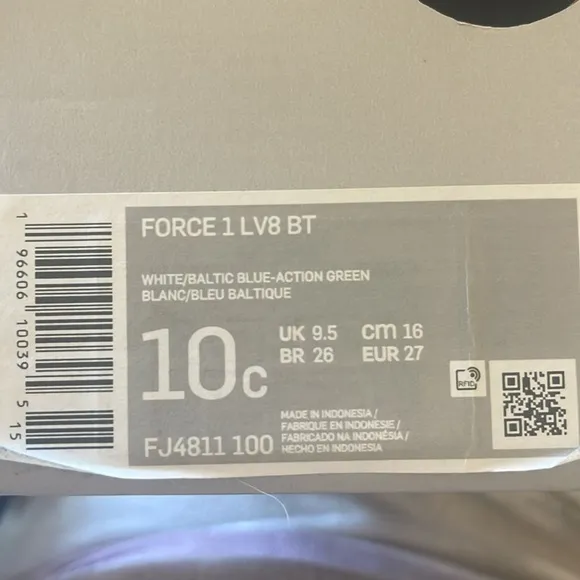 FORCE 1 LV8 BT
WHITE/BALTIC BLUE-ACTION GREEN
BLANC/BLEU BALTIQUE
10C
UK 9.5 CM 16
BR 26 EUR 27
RFID
MADE IN INDONESIA /
FABRIQUE EN INDONESIE /
FABRICADO NA INDONÉSIA /
HECHO EN INDONESIA
FJ4811 100
1 96606 10039 5 15